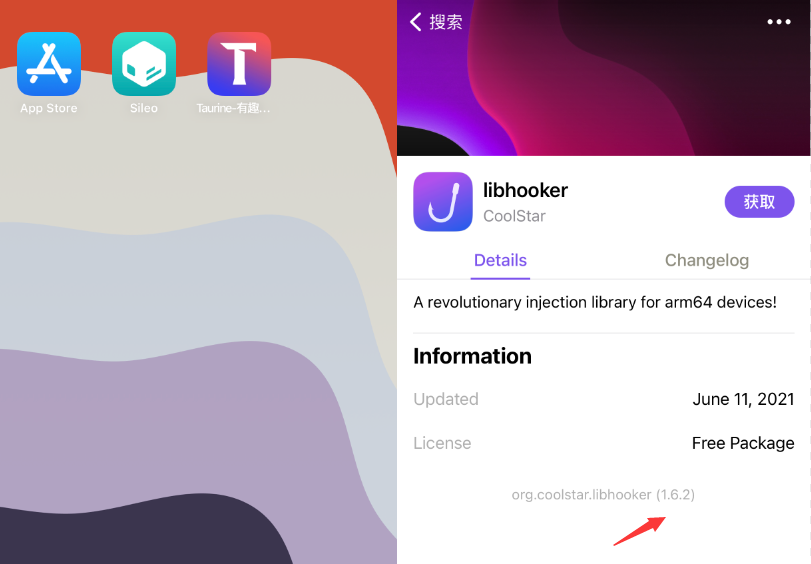 App Store
Sileo
Taurine-有趣...
搜索
libhooker
CoolStar
获取
Details
Changelog
A revolutionary injection library for arm64 devices!
Information
Updated
June 11, 2021
License
Free Package
org.coolstar.libhooker (1.6.2)